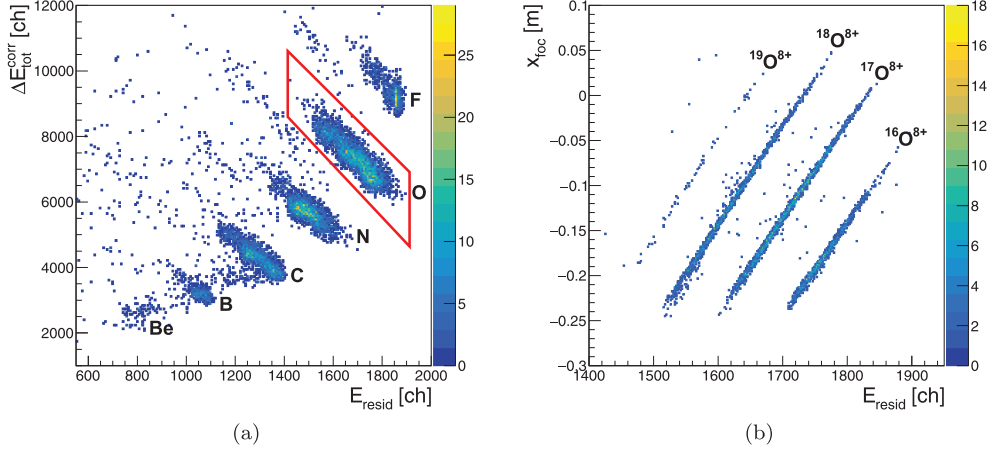 ΔE_tot^corr [ch]
12000
10000
8000
6000
4000
2000
600 800 1000 1200 1400 1600 1800 2000
E_resid [ch]
F
O
N
C
B
Be
25
20
15
10
5
0
(a)
x_foc [m]
0.1
0.05
0
−0.05
−0.1
−0.15
−0.2
−0.25
−0.3
1400 1500 1600 1700 1800 1900
E_resid [ch]
¹⁹O⁸⁺
¹⁸O⁸⁺
¹⁷O⁸⁺
¹⁶O⁸⁺
18
16
14
12
10
8
6
4
2
0
(b)